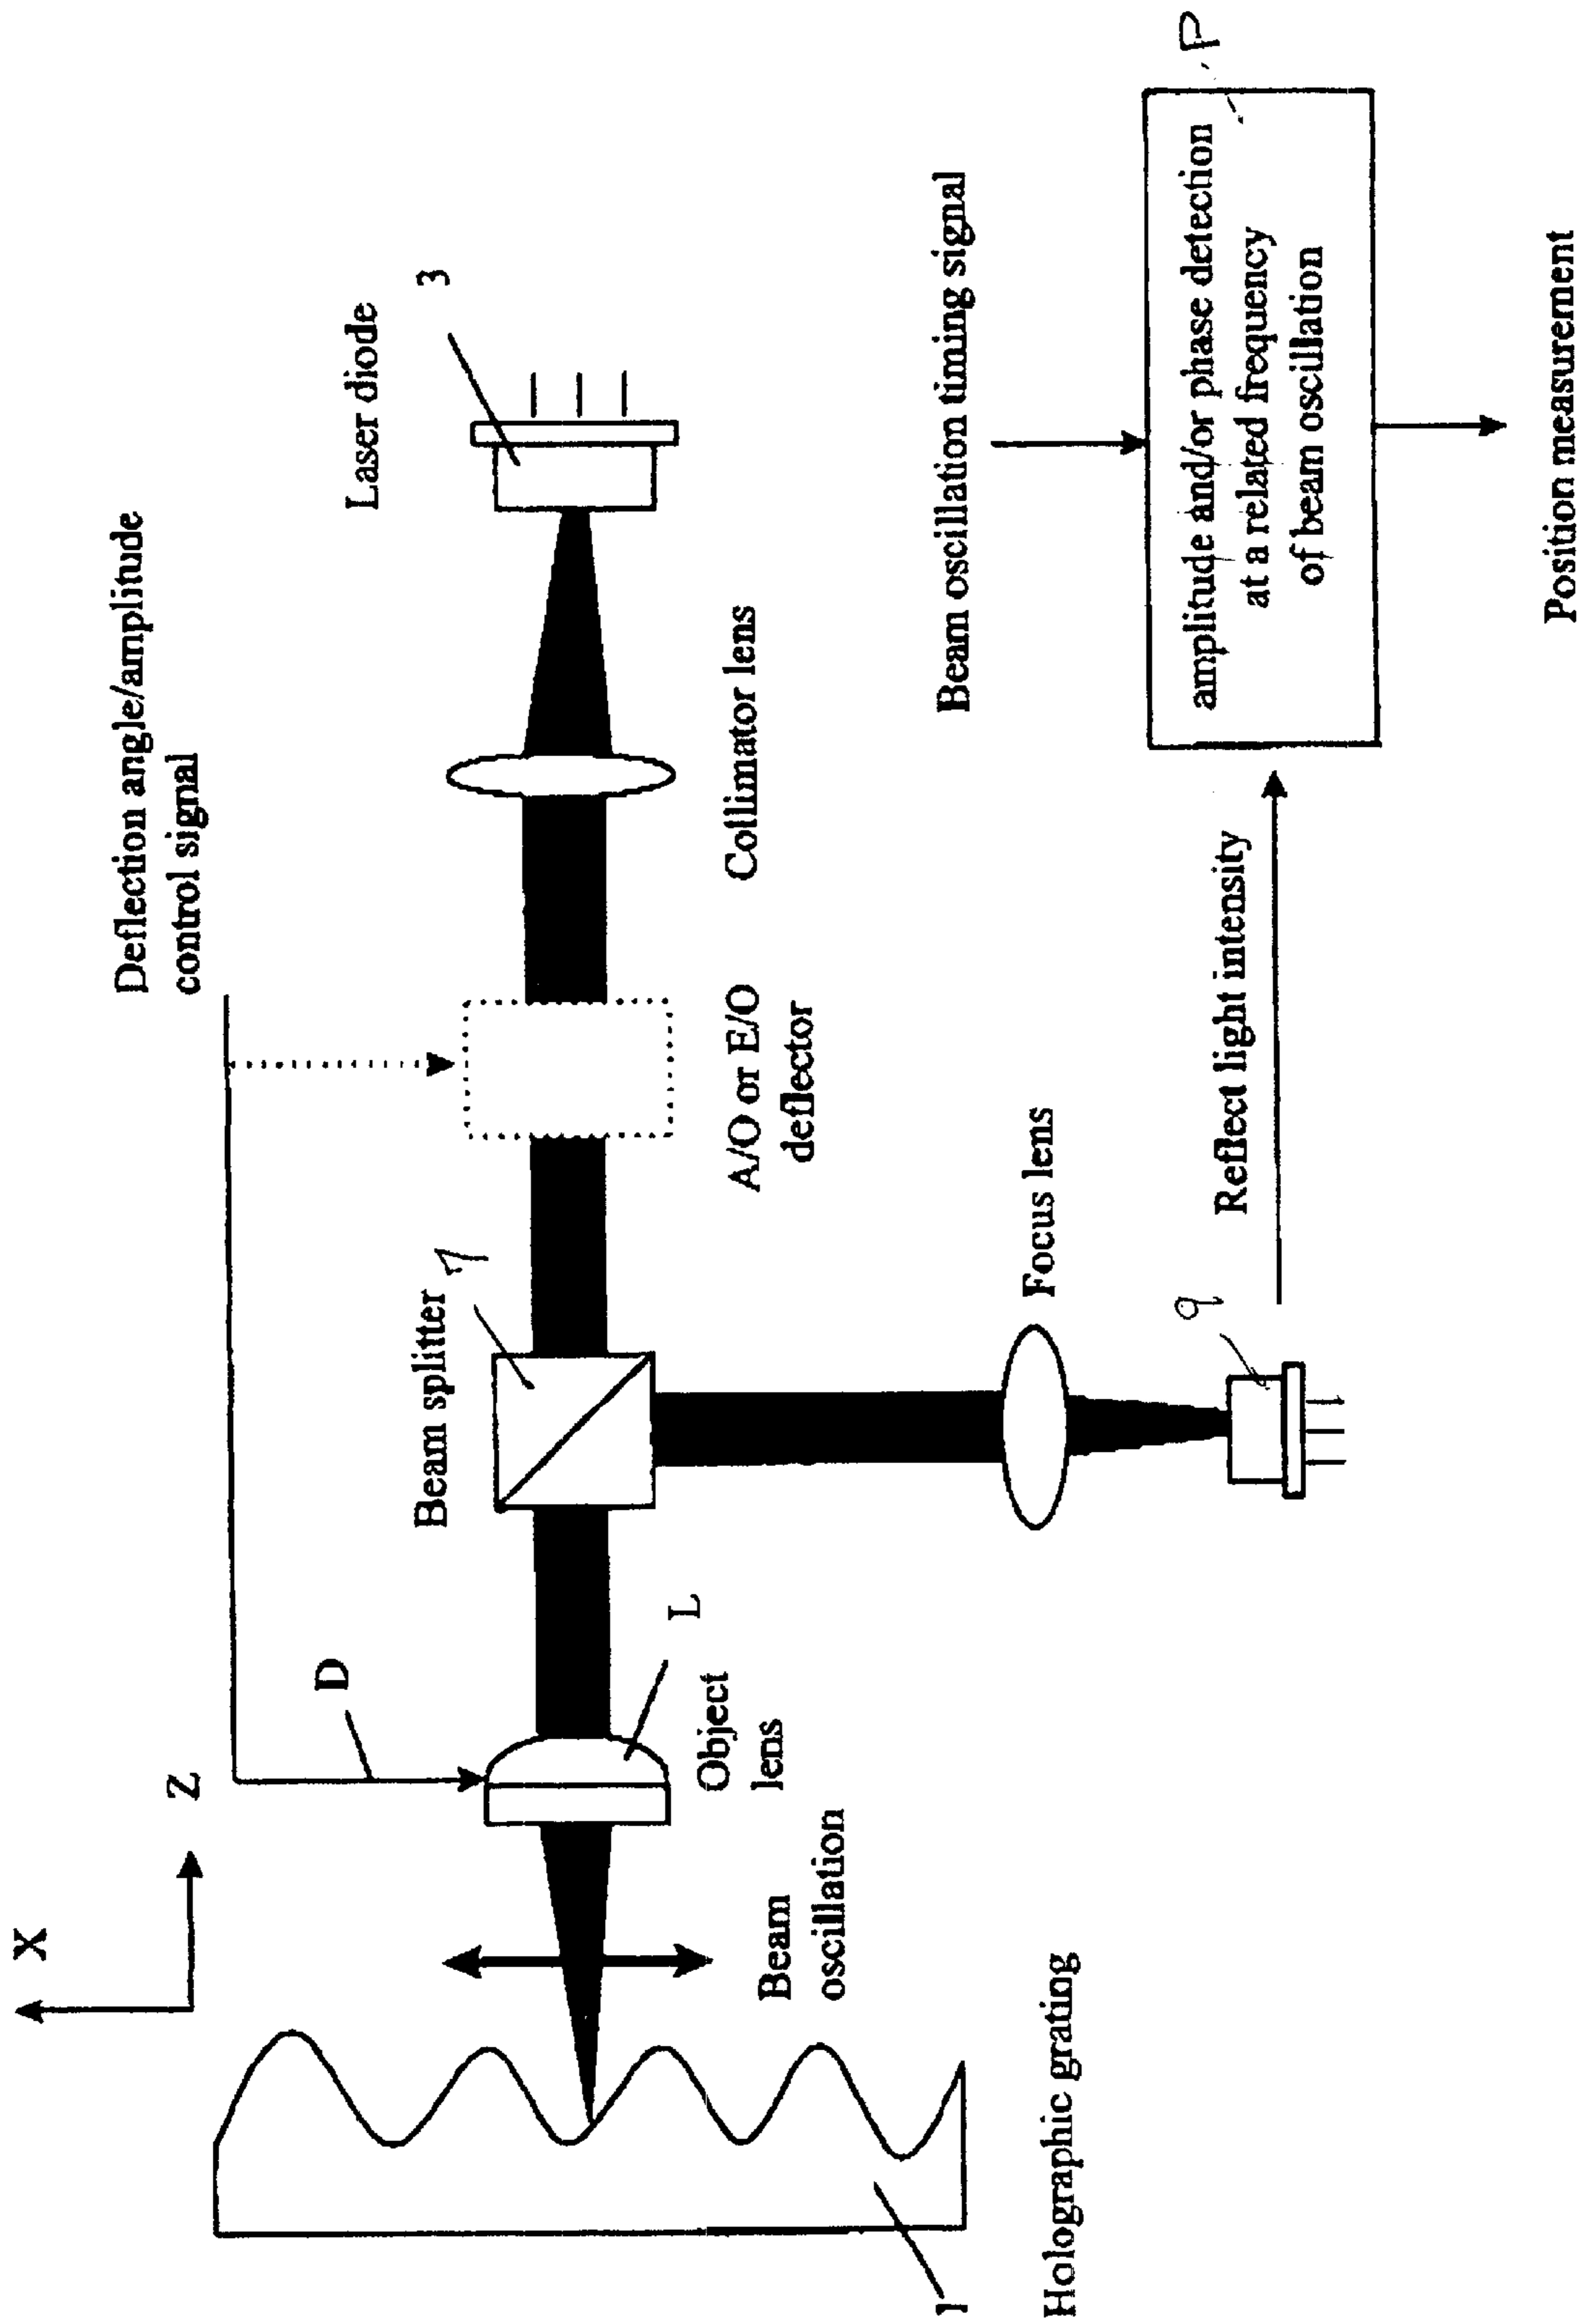 X
Z
D
Deflection angle/amplitude
control signal
Laser diode
3
Beam splitter
7
L
Object
lens
Beam
oscillation
A/O or E/O
deflector
Collimator lens
Holographic grating
1
Focus lens
9
Reflect light intensity
Beam oscillation timing signal
P
amplitude and/or phase detection
at a related frequency
of beam oscillation
Position measurement